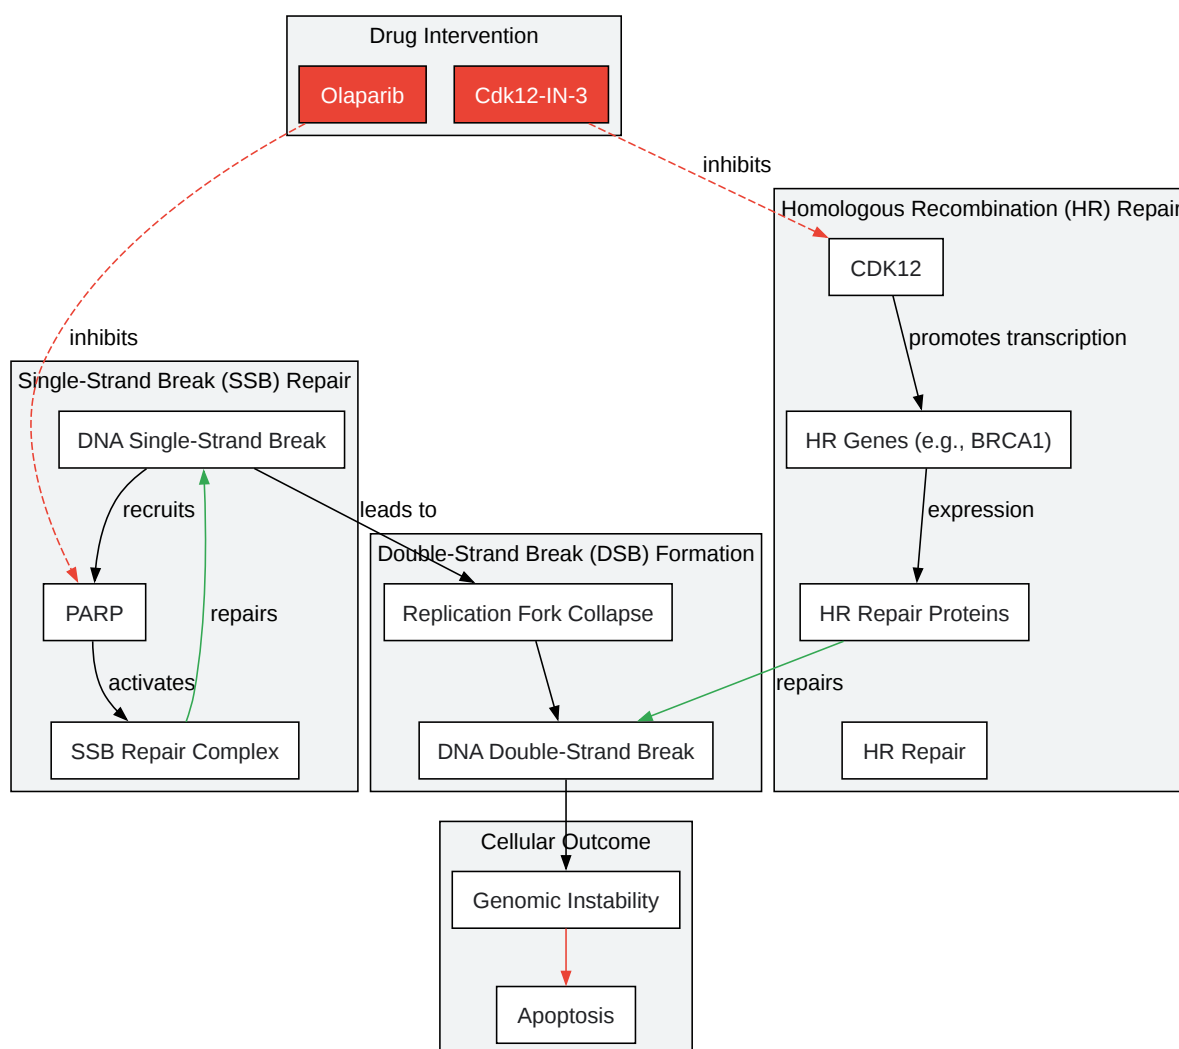 Drug Intervention
Olaparib
Cdk12-IN-3
inhibits
Homologous Recombination (HR) Repair
CDK12
inhibits
promotes transcription
Single-Strand Break (SSB) Repair
DNA Single-Strand Break
HR Genes (e.g., BRCA1)
recruits
leads to
expression
Double-Strand Break (DSB) Formation
PARP
repairs
Replication Fork Collapse
HR Repair Proteins
activates
repairs
SSB Repair Complex
DNA Double-Strand Break
HR Repair
Cellular Outcome
Genomic Instability
Apoptosis